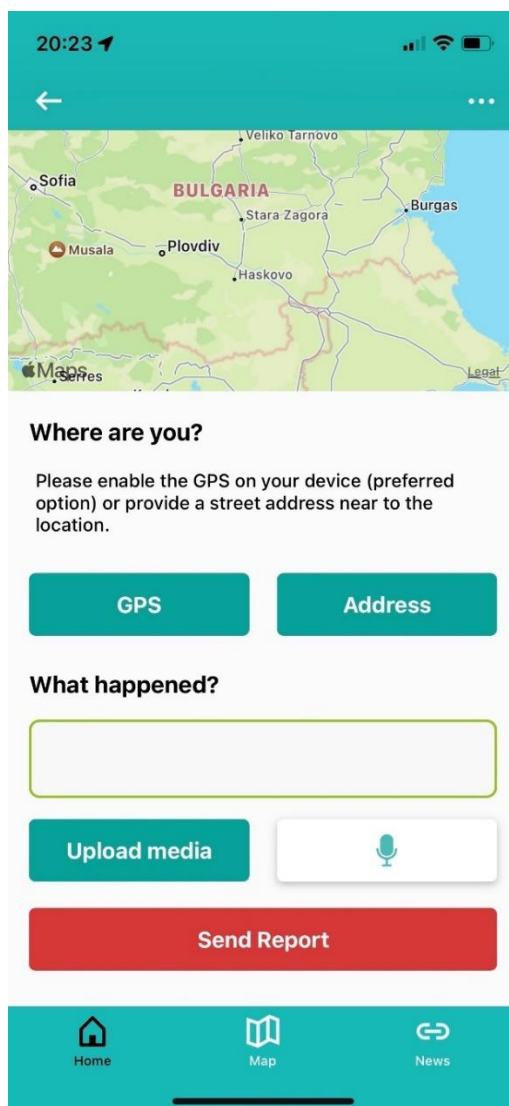 20:23
Veliko Tarnovo
Sofia
BULGARIA
Burgas
Stara Zagora
Musala
Plovdiv
Haskovo
Maps
Serres
Legal
Where are you?
Please enable the GPS on your device (preferred
option) or provide a street address near to the
location.
GPS Address
What happened?
Upload media
Send Report
Home Map News